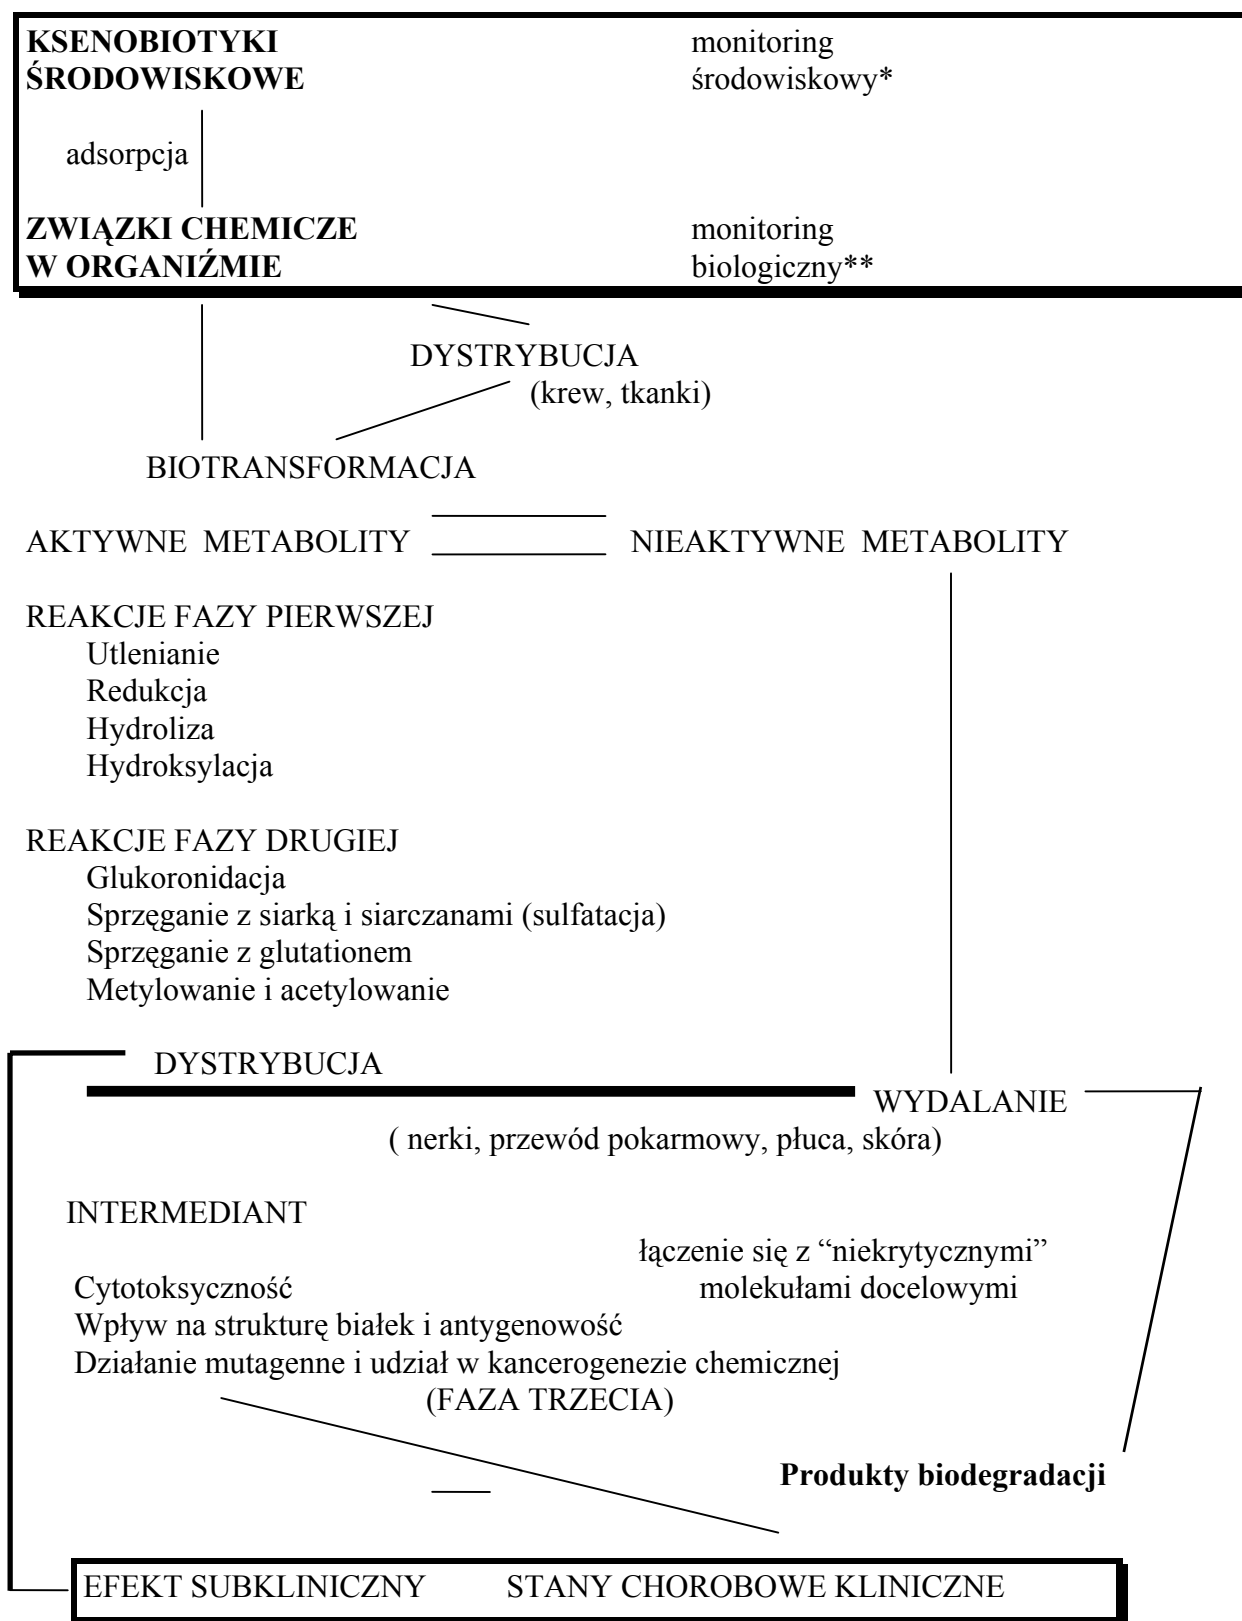 KSENOBIOTYKI monitoring
ŚRODOWISKOWE środowiskowy*
adsorpcja
ZWIĄZKI CHEMICZE monitoring
W ORGANIŹMIE biologiczny**
DYSTRYBUCJA
(krew, tkanki)
BIOTRANSFORMACJA
AKTYWNE METABOLITY NIEAKTYWNE METABOLITY
REAKCJE FAZY PIERWSZEJ
Utlenianie
Redukcja
Hydroliza
Hydroksylacja
REAKCJE FAZY DRUGIEJ
Glukoronidacja
Sprzęganie z siarką i siarczanami (sulfatacja)
Sprzęganie z glutationem
Metylowanie i acetylowanie
DYSTRYBUCJA
WYDALANIE
( nerki, przewód pokarmowy, płuca, skóra)
INTERMEDIANT
łączenie się z “niekrytycznymi”
Cytotoksyczność molekułami docelowymi
Wpływ na strukturę białek i antygenowość
Działanie mutagenne i udział w kancerogenezie chemicznej
(FAZA TRZECIA)
Produkty biodegradacji
EFEKT SUBKLINICZNY STANY CHOROBOWE KLINICZNE